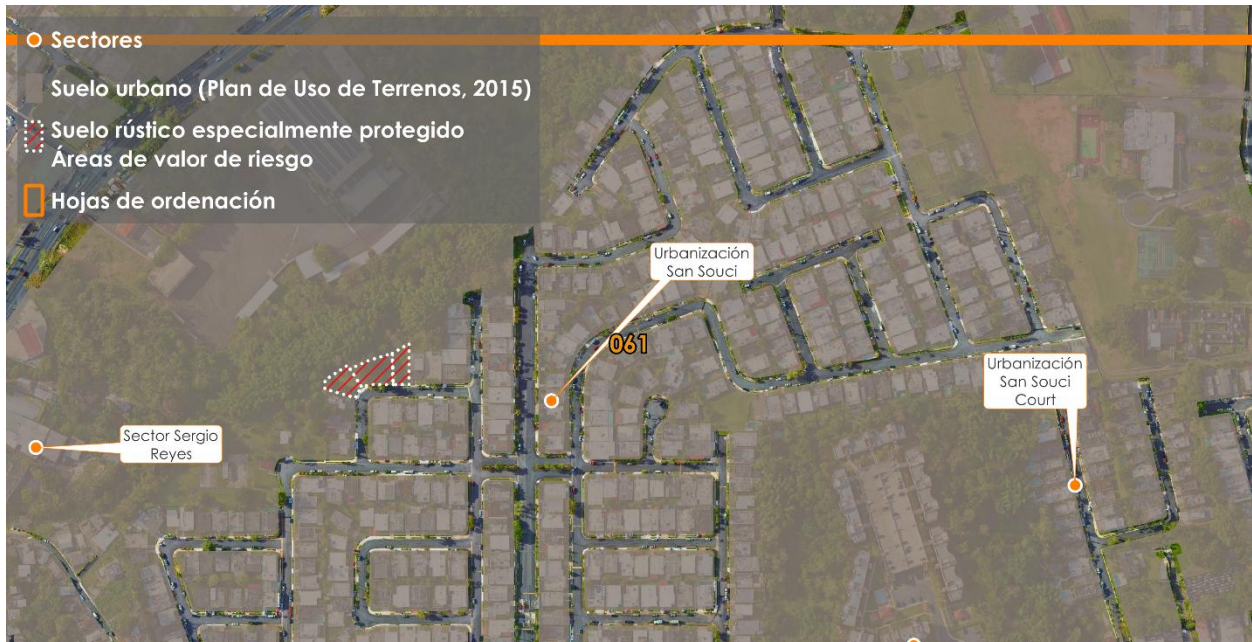 Sectores
Suelo urbano (Plan de Uso de Terrenos, 2015)
Suelo rústico especialmente protegido
Áreas de valor de riesgo
Hojas de ordenación
Urbanización
San Souci
061
Urbanización
San Souci
Court
Sector Sergio
Reyes